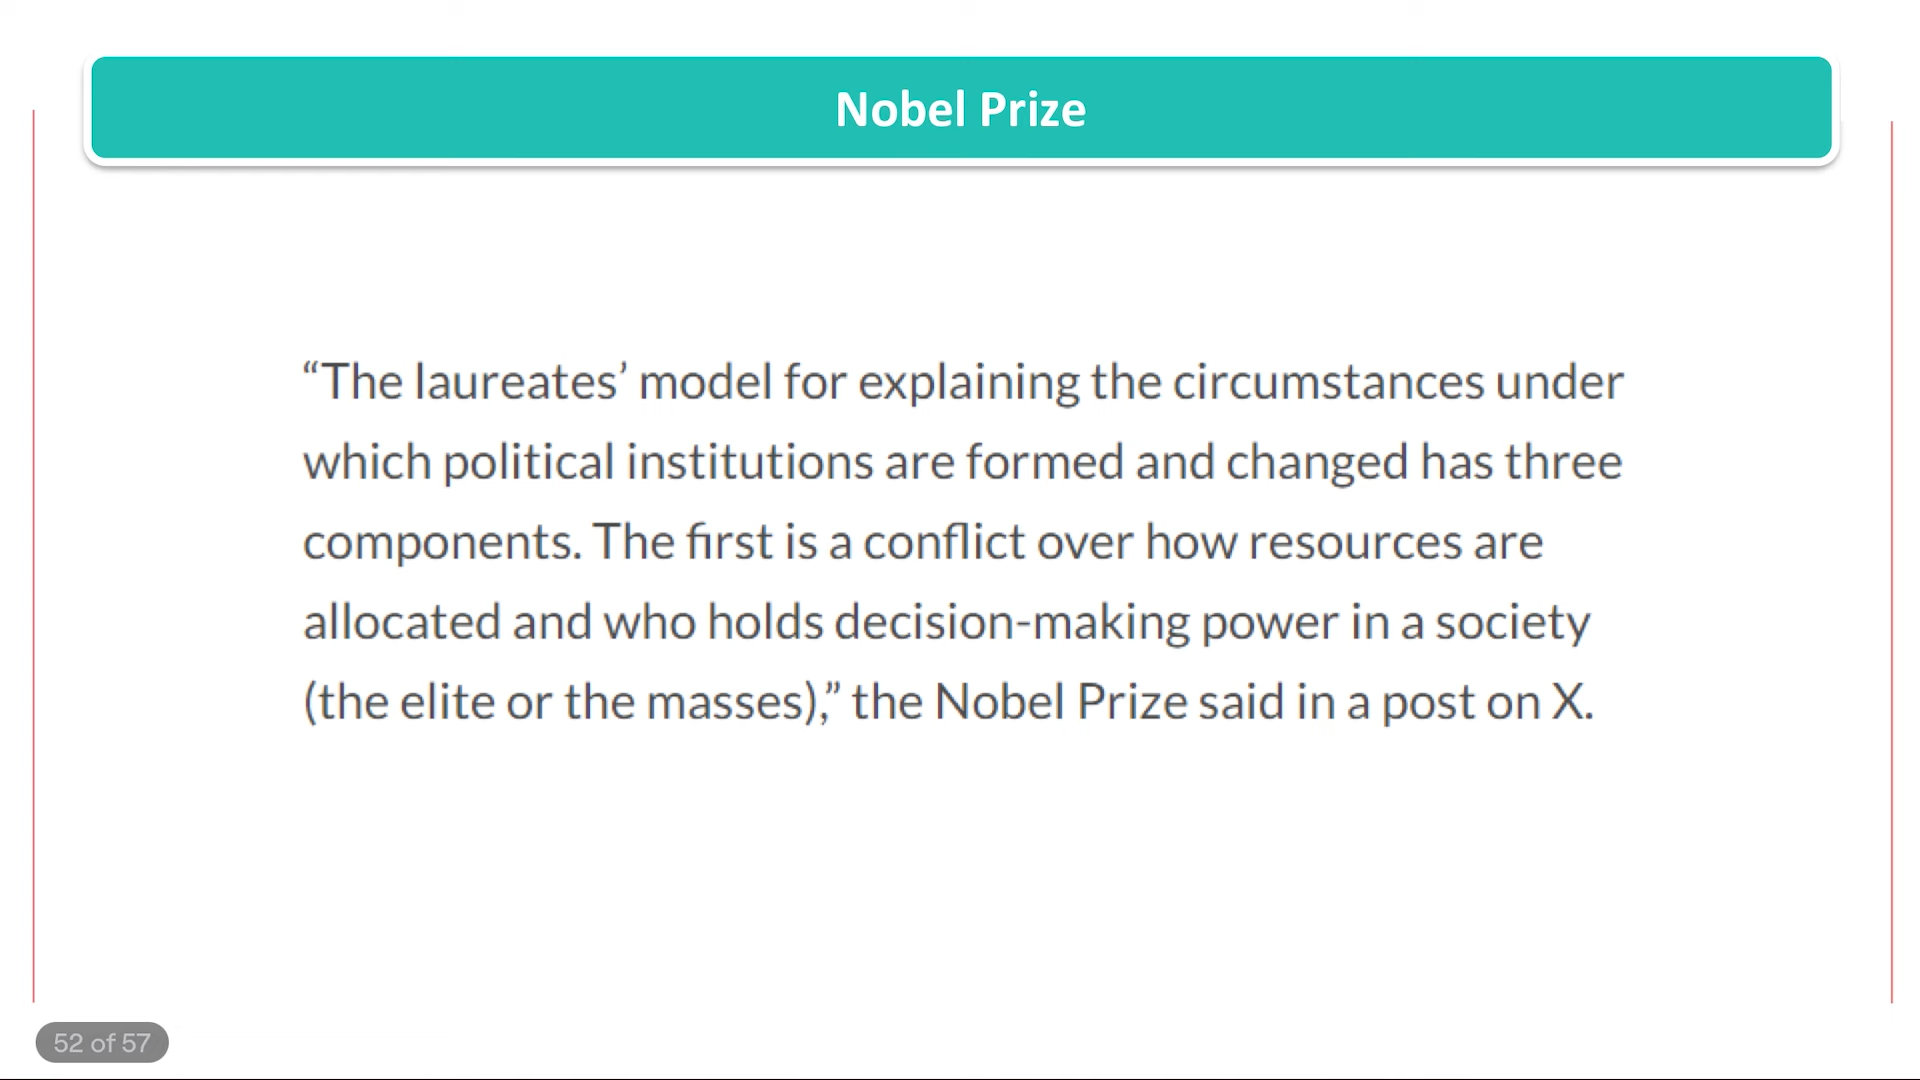 Nobel Prize
“The laureates’ model for explaining the circumstances under
which political institutions are formed and changed has three
components. The first is a conflict over how resources are
allocated and who holds decision-making power in a society
(the elite or the masses),” the Nobel Prize said in a post on X.
52 of 57